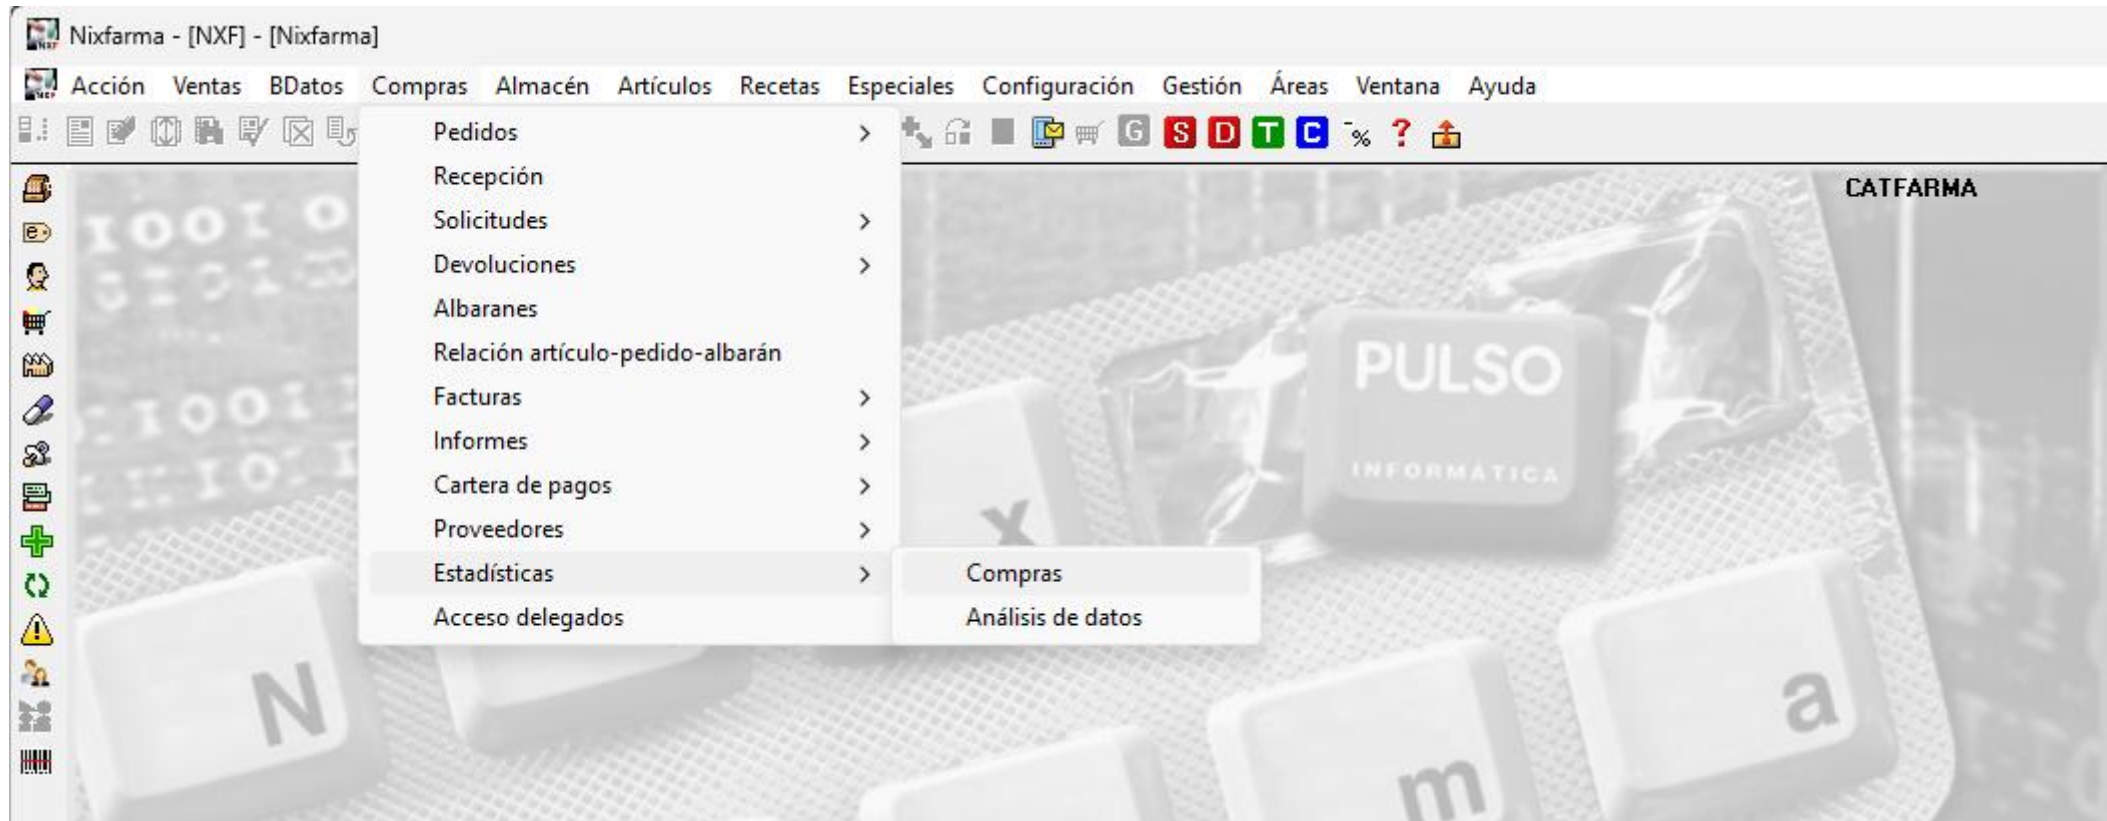 Nixfarma - [NXF] - [Nixfarma]
Acción Ventas BDatos Compras Almacén Artículos Recetas Especiales Configuración Gestión Áreas Ventana Ayuda
G S D T C -% ?
CATFARMA
Pedidos
Recepción
Solicitudes
Devoluciones
Albaranes
Relación artículo-pedido-albarán
Facturas
Informes
Cartera de pagos
Proveedores
Estadísticas
Acceso delegados
Compras
Análisis de datos
PULSO
INFORMÁTICA
N
x
m
a